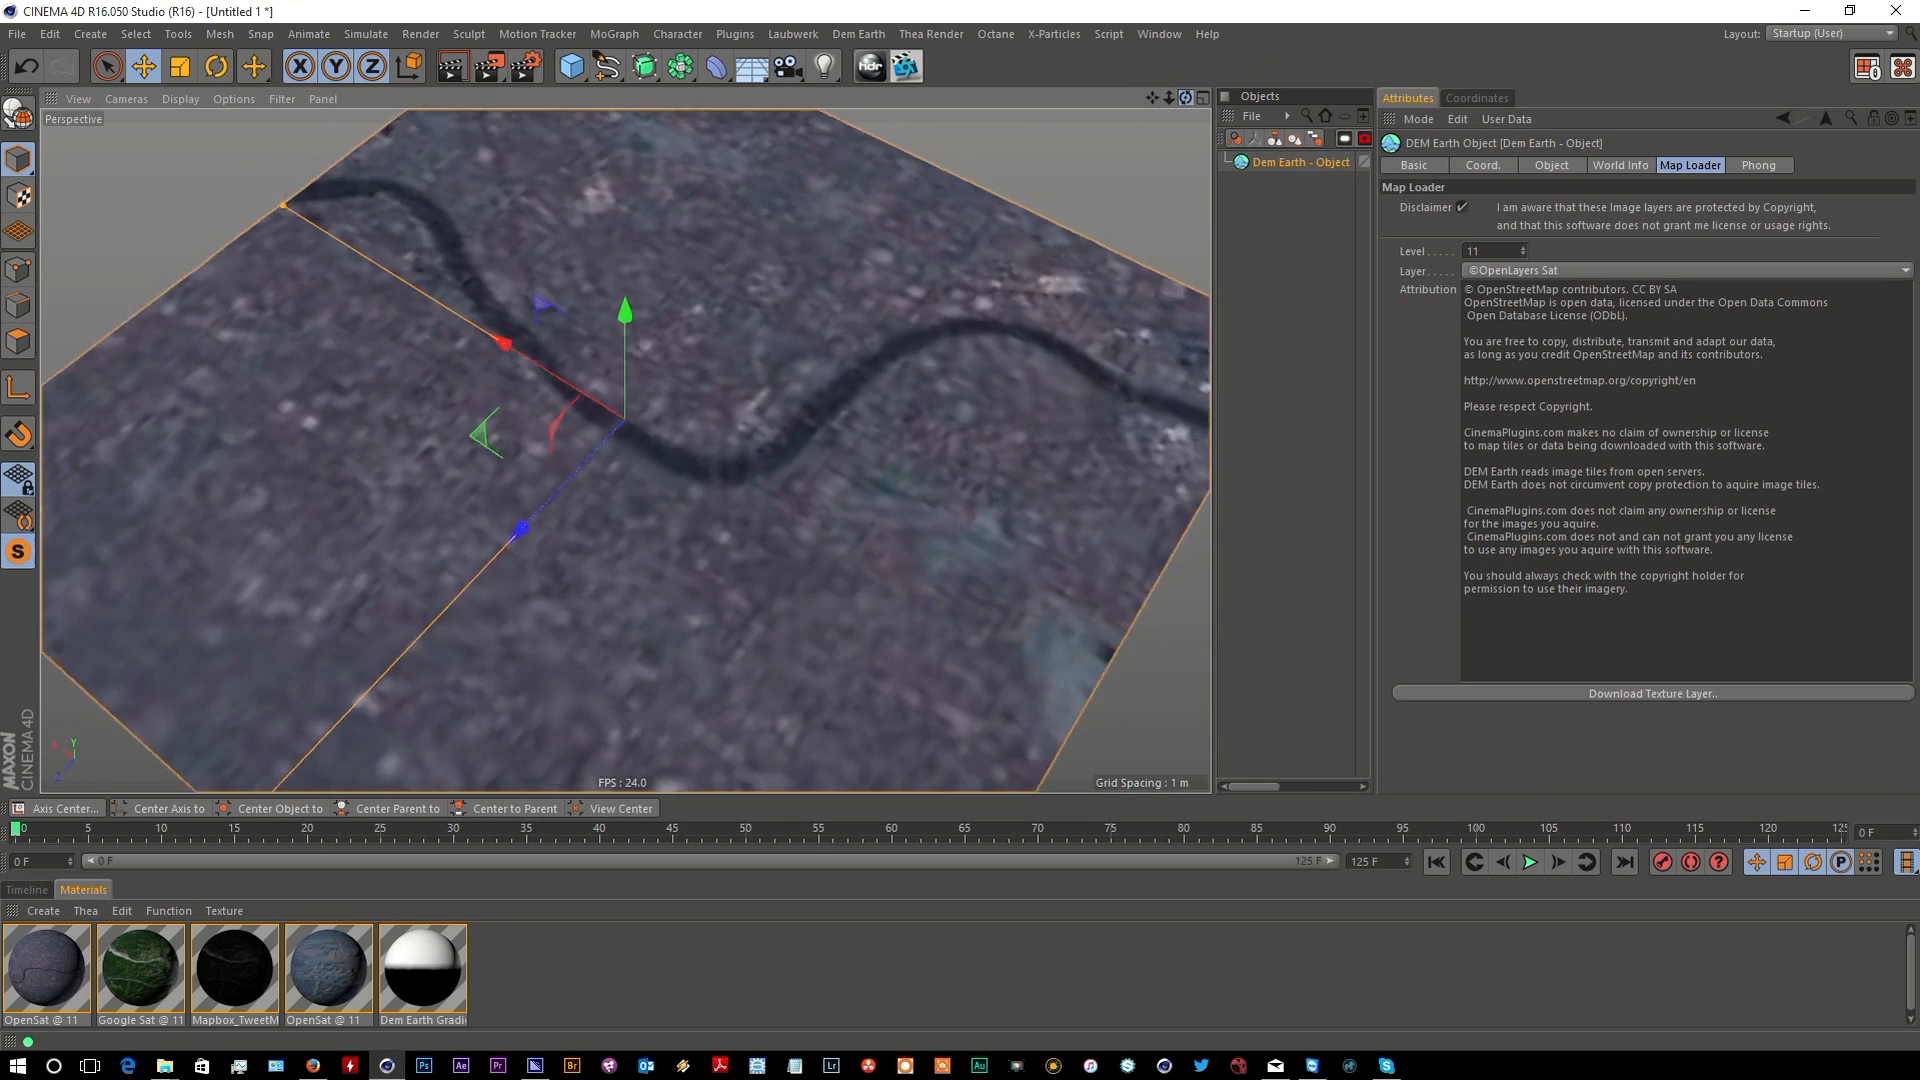 CINEMA 4D R16.050 Studio (R16) - [Untitled 1 *]
File Edit Create Select Tools Mesh Snap Animate Simulate Render Sculpt Motion Tracker MoGraph Character Plugins Laubwerk Dem Earth Thea Render Octane X-Particles Script Window Help
Layout: Startup (User)
X Y Z
hdr
View Cameras Display Options Filter Panel
Perspective
Objects
File
Dem Earth - Object
Attributes Coordinates
Mode Edit User Data
DEM Earth Object [Dem Earth - Object]
Basic Coord. Object World Info Map Loader Phong
Map Loader
Disclaimer I am aware that these Image layers are protected by Copyright,
and that this software does not grant me license or usage rights.
Level . . . . . 11
Layer . . . . . ©OpenLayers Sat
Attribution © OpenStreetMap contributors. CC BY SA
OpenStreetMap is open data, licensed under the Open Data Commons
Open Database License (ODbL).
You are free to copy, distribute, transmit and adapt our data,
as long as you credit OpenStreetMap and its contributors.
http://www.openstreetmap.org/copyright/en
Please respect Copyright.
CinemaPlugins.com makes no claim of ownership or license
to map tiles or data being downloaded with this software.
DEM Earth reads image tiles from open servers.
DEM Earth does not circumvent copy protection to aquire image tiles.
CinemaPlugins.com does not claim any ownership or license
for the images you aquire.
CinemaPlugins.com does not and can not grant you any license
to use any images you aquire with this software.
You should always check with the copyright holder for
permission to use their imagery.
Download Texture Layer..
S
MAXON
CINEMA 4D
Y
Z
FPS : 24.0
Grid Spacing : 1 m
Axis Center... Center Axis to Center Object to Center Parent to Center to Parent View Center
0 5 10 15 20 25 30 35 40 45 50 55 60 65 70 75 80 85 90 95 100 105 110 115 120 0 F
0 F 0 F 125 F 125 F
P
Timeline Materials
Create Thea Edit Function Texture
OpenSat @ 11 Google Sat @ 11 Mapbox_TweetM OpenSat @ 11 Dem Earth Gradi
Ps Ae Pr Br Lr Au